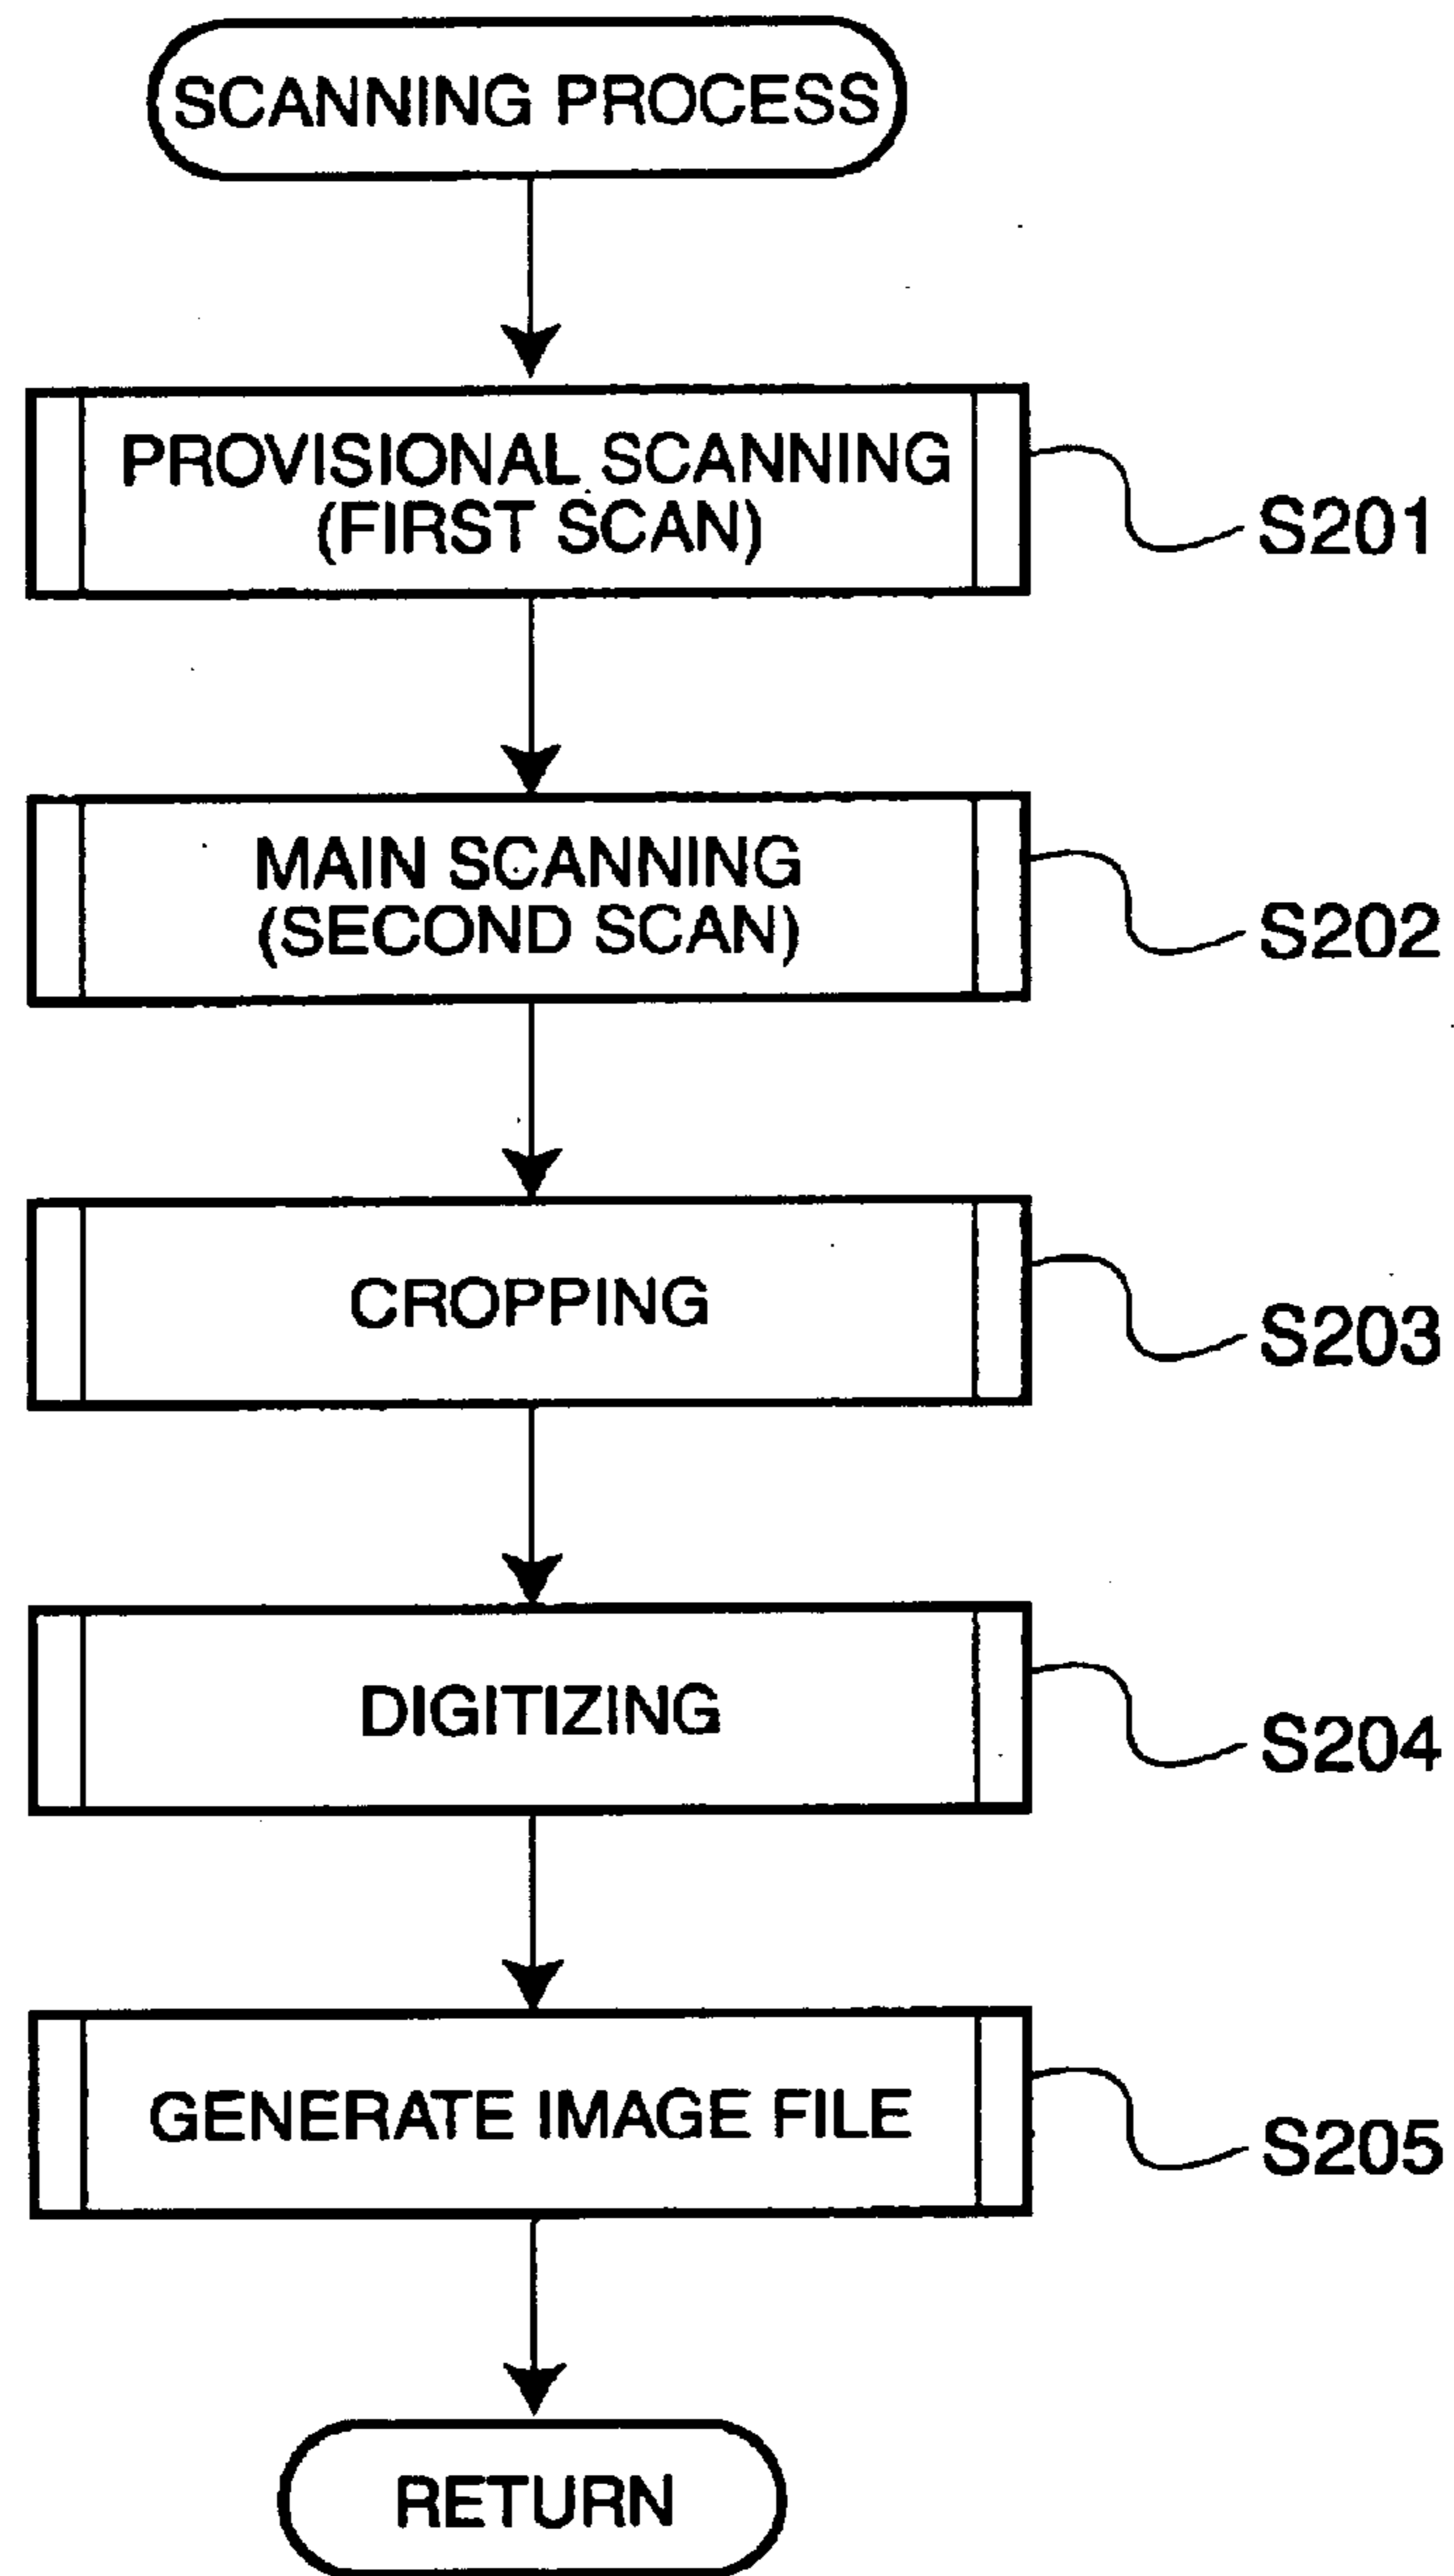 SCANNING PROCESS
PROVISIONAL SCANNING
(FIRST SCAN)
S201
MAIN SCANNING
(SECOND SCAN)
S202
CROPPING
S203
DIGITIZING
S204
GENERATE IMAGE FILE
S205
RETURN